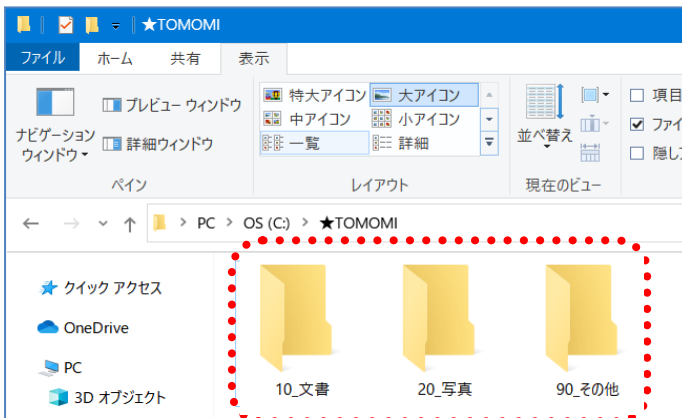 ★TOMOMI
ファイル ホーム 共有 表示
プレビュー ウィンドウ
詳細ウィンドウ
ナビゲーション
ウィンドウ
特大アイコン 大アイコン
中アイコン 小アイコン
一覧 詳細
並べ替え
項目
ファイ
隠し
ペイン レイアウト 現在のビュー
PC > OS (C:) > ★TOMOMI
クイック アクセス
OneDrive
PC
3D オブジェクト
10_文書 20_写真 90_その他